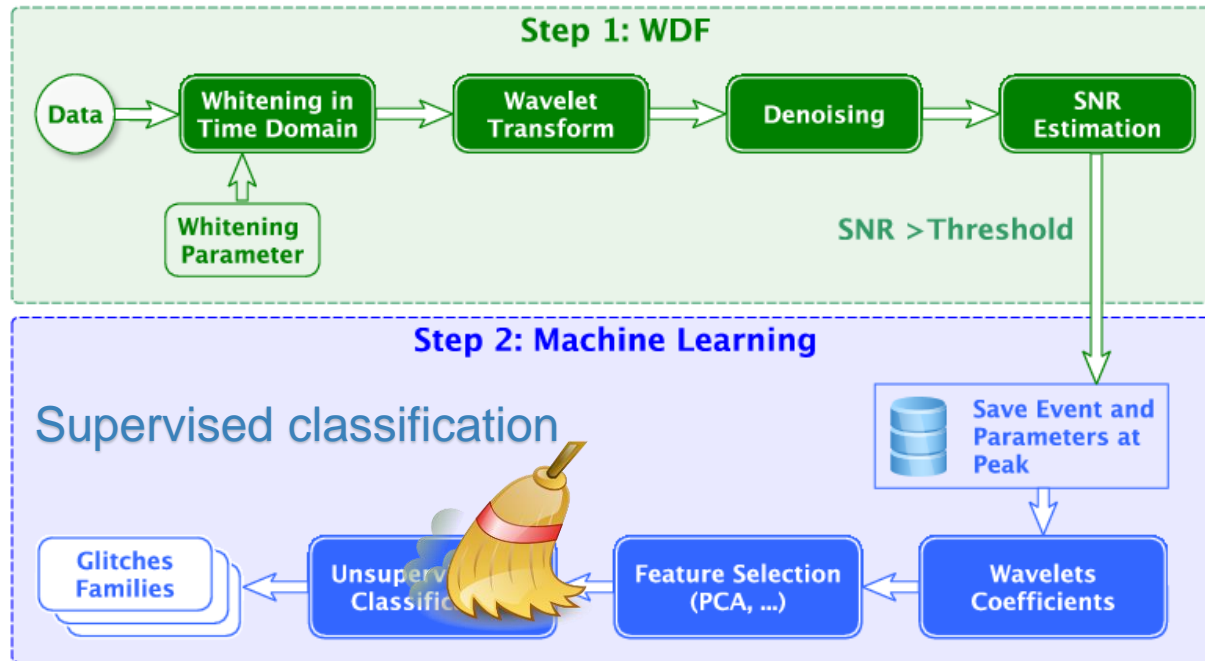 Step 1: WDF
Data
Whitening in
Time Domain
Wavelet
Transform
Denoising
SNR
Estimation
Whitening
Parameter
SNR >Threshold
Step 2: Machine Learning
Supervised classification
Save Event and
Parameters at
Peak
Wavelets
Coefficients
Feature Selection
(PCA, ...)
Glitches
Families